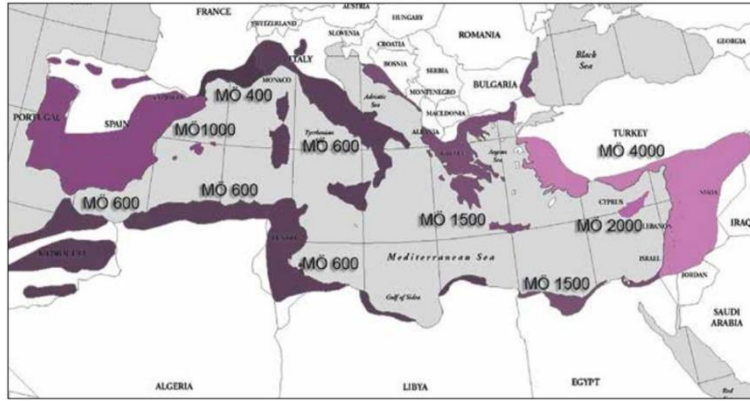 FRANCE
AUSTRIA
SWITZERLAND
HUNGARY
SLOVENIA
ROMANIA
CROATIA
ITALY
BOSNIA
SERBIA
Black
Sea
GEORGIA
MONACO
MONTENEGRO
BULGARIA
Adriatic
Sea
MACEDONIA
MÖ 400
PORTUGAL
SPAIN
MÖ1000
Tyrrhenian
MÖ 600
ALBANIA
Aegean
Sea
TURKEY
MÖ 4000
MÖ 600
MÖ 600
MÖ 1500
CYPRUS
SYRIA
MÖ 2000
LEBANON
IRAQ
MÖ 600
Mediterranean Sea
ISRAEL
MÖ 1500
JORDAN
Gulf of Sidra
SAUDI
ARABIA
ALGERIA
LIBYA
EGYPT
Red